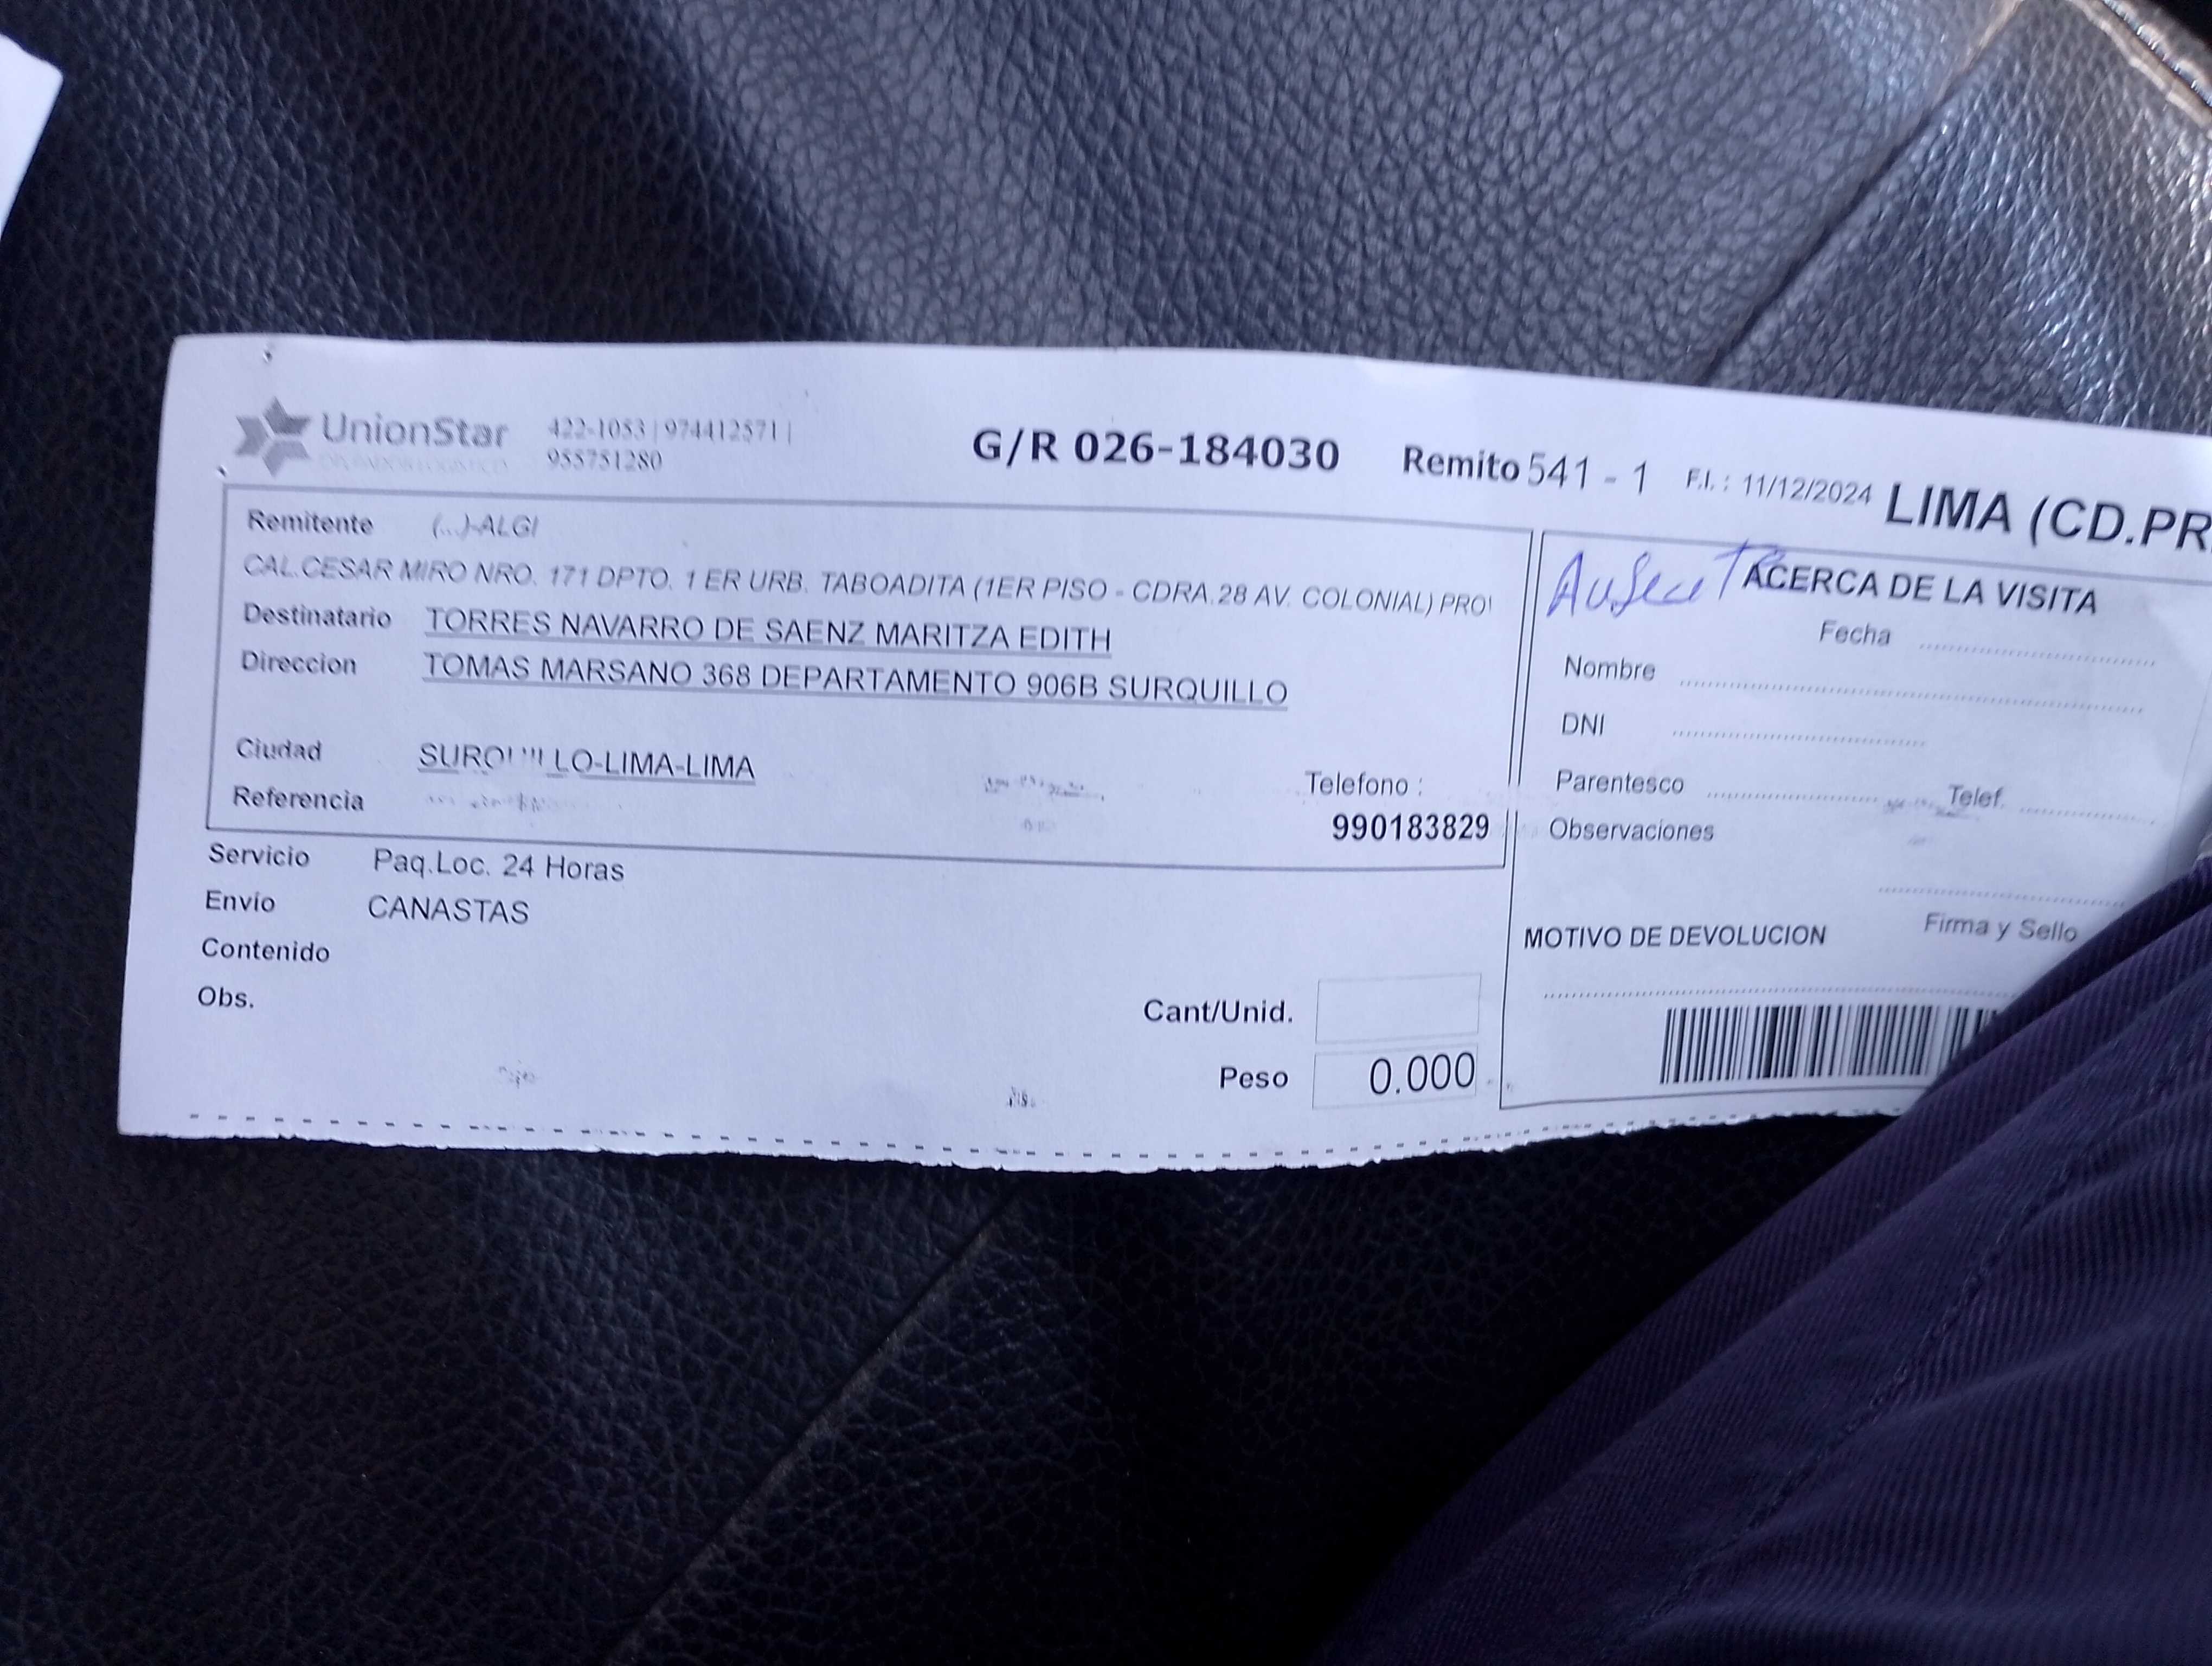 UnionStar 422-1053 | 974412571 |
OPERADOR LOGISTICO 955751280
G/R 026-184030 Remito 541 - 1 F.I. : 11/12/2024 LIMA (CD.PR
Remitente (...)-ALGI
CAL.CESAR MIRO NRO. 171 DPTO. 1 ER URB. TABOADITA (1ER PISO - CDRA.28 AV. COLONIAL) PRO
Destinatario TORRES NAVARRO DE SAENZ MARITZA EDITH
Direccion TOMAS MARSANO 368 DEPARTAMENTO 906B SURQUILLO
Ciudad SURQUILLO-LIMA-LIMA
Referencia
Telefono :
990183829
Servicio Paq.Loc. 24 Horas
Envío CANASTAS
Contenido
Obs.
Cant/Unid.
Peso 0.000
ACERCA DE LA VISITA
Fecha
Nombre
DNI
Parentesco Telef.
Observaciones
Firma y Sello
MOTIVO DE DEVOLUCION